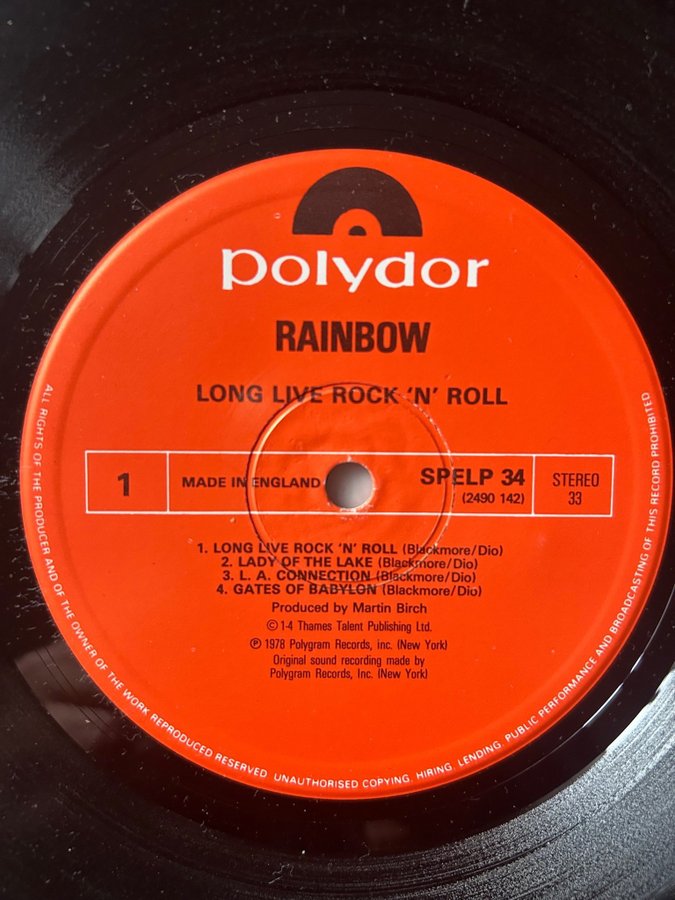 polydor
RAINBOW
LONG LIVE ROCK 'N' ROLL
1
MADE IN ENGLAND
SPELP 34
(2490 142)
STEREO
33
1. LONG LIVE ROCK 'N' ROLL (Blackmore/Dio)
2. LADY OF THE LAKE (Blackmore/Dio)
3. L. A. CONNECTION (Blackmore/Dio)
4. GATES OF BABYLON (Blackmore/Dio)
Produced by Martin Birch
© 1-4 Thames Talent Publishing Ltd.
℗ 1978 Polygram Records, inc. (New York)
Original sound recording made by
Polygram Records, Inc. (New York)
ALL RIGHTS OF THE PRODUCER AND OF THE OWNER OF THE WORK REPRODUCED RESERVED UNAUTHORISED COPYING, HIRING, LENDING, PUBLIC PERFORMANCE AND BROADCASTING OF THIS RECORD PROHIBITED